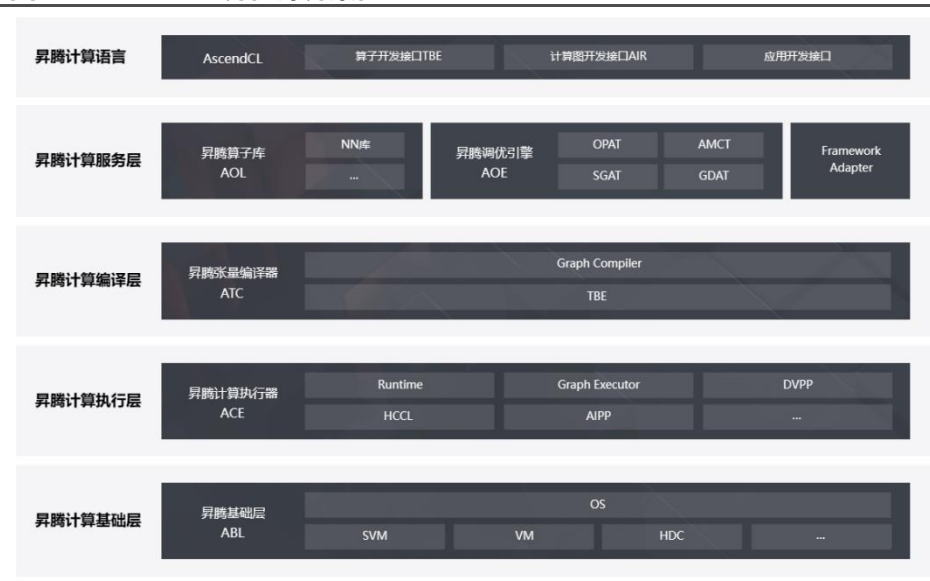 昇腾计算语言
AscendCL
算子开发接口TBE
计算图开发接口AIR
应用开发接口
昇腾计算服务层
昇腾算子库
AOL
NN库
...
昇腾调优引擎
AOE
OPAT
AMCT
SGAT
GDAT
Framework
Adapter
昇腾计算编译层
昇腾张量编译器
ATC
Graph Compiler
TBE
昇腾计算执行层
昇腾计算执行器
ACE
Runtime
Graph Executor
DVPP
HCCL
AIPP
...
昇腾计算基础层
昇腾基础层
ABL
OS
SVM
VM
HDC
...